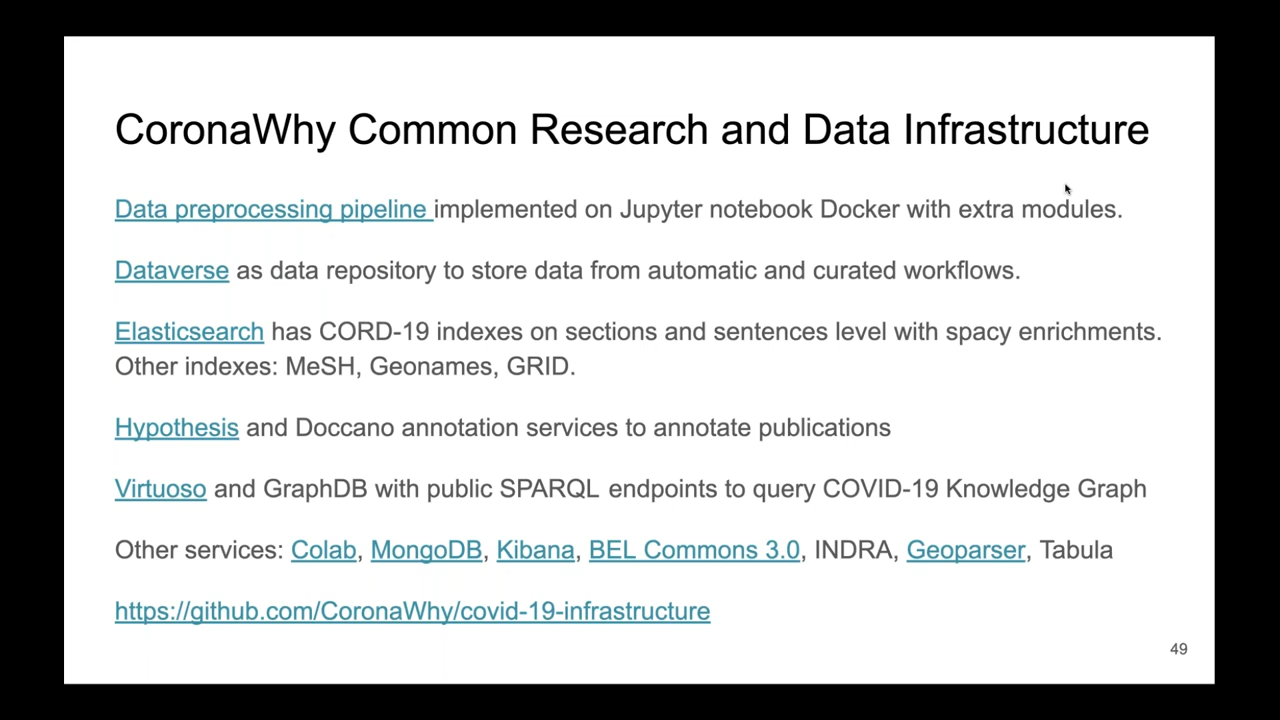 CoronaWhy Common Research and Data Infrastructure
Data preprocessing pipeline implemented on Jupyter notebook Docker with extra modules.
Dataverse as data repository to store data from automatic and curated workflows.
Elasticsearch has CORD-19 indexes on sections and sentences level with spacy enrichments.
Other indexes: MeSH, Geonames, GRID.
Hypothesis and Doccano annotation services to annotate publications
Virtuoso and GraphDB with public SPARQL endpoints to query COVID-19 Knowledge Graph
Other services: Colab, MongoDB, Kibana, BEL Commons 3.0, INDRA, Geoparser, Tabula
https://github.com/CoronaWhy/covid-19-infrastructure
49